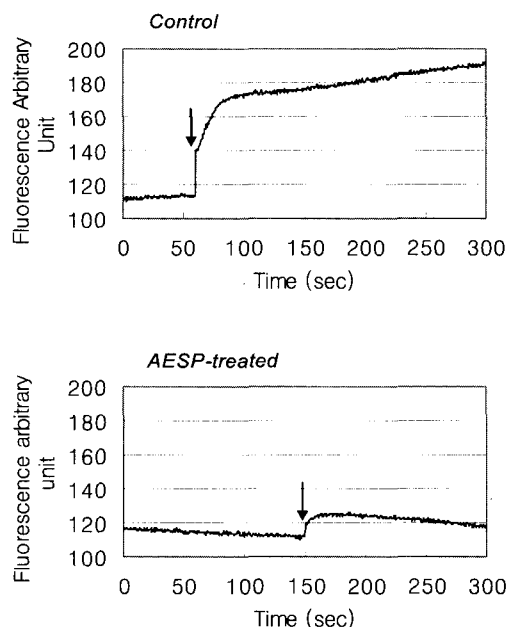 Control
Fluorescence Arbitrary
Unit
200
180
160
140
120
100
0 50 100 150 200 250 300
Time (sec)
AESP-treated
Fluorescence arbitrary
unit
200
180
160
140
120
100
0 50 100 150 200 250 300
Time (sec)